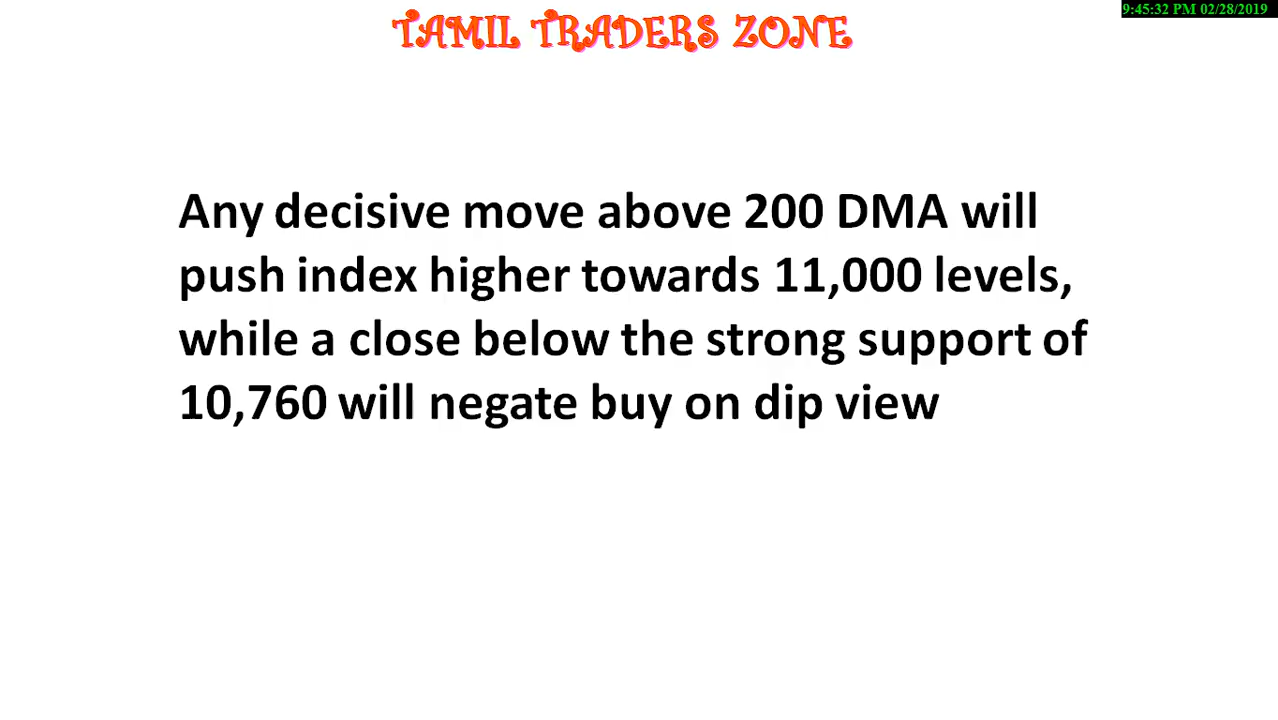 TAMIL TRADERS ZONE
9:45:32 PM 02/28/2019
Any decisive move above 200 DMA will
push index higher towards 11,000 levels,
while a close below the strong support of
10,760 will negate buy on dip view